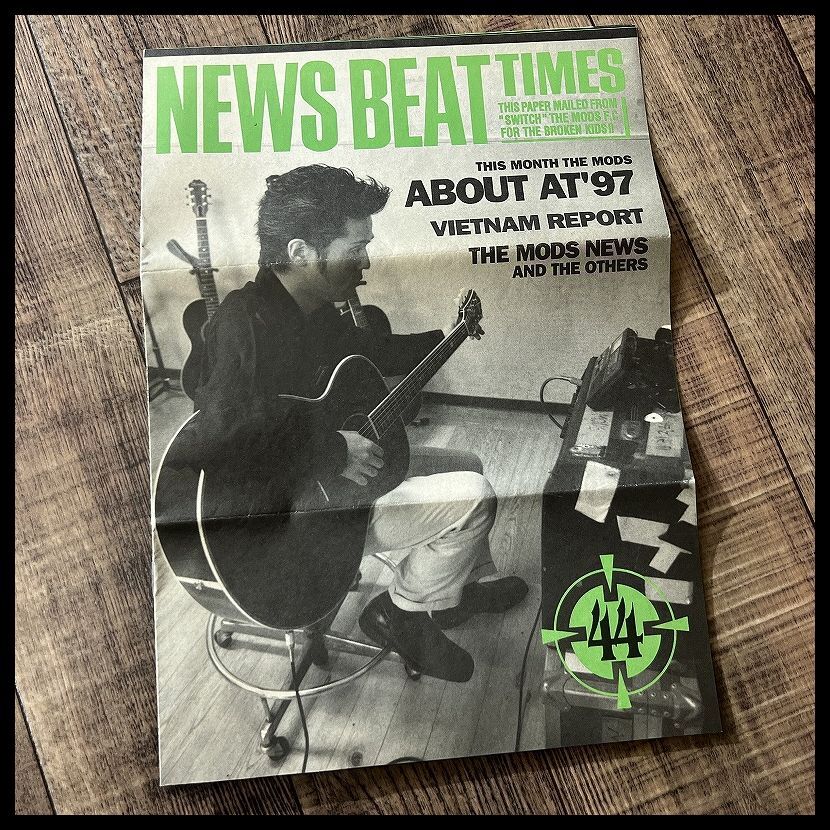 NEWS BEAT TIMES
THIS PAPER MAILED FROM
"SWITCH" THE MODS F.C
FOR THE BROKEN KIDS!!
THIS MONTH THE MODS
ABOUT AT'97
VIETNAM REPORT
THE MODS NEWS
AND THE OTHERS
44